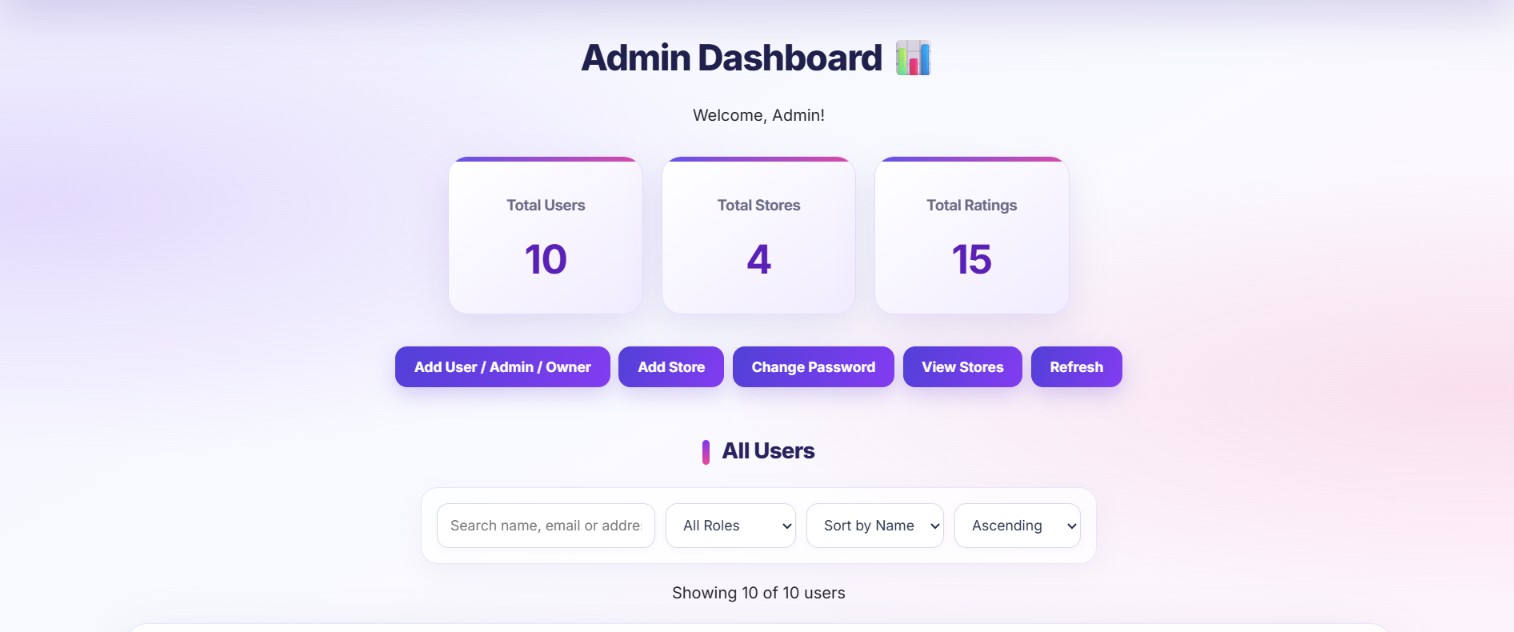 Admin Dashboard 📊
Welcome, Admin!
Total Users
Total Stores
Total Ratings
10
4
15
Add User / Admin / Owner
Add Store
Change Password
View Stores
Refresh
All Users
Search name, email or addre
All Roles
Sort by Name
Ascending
Showing 10 of 10 users